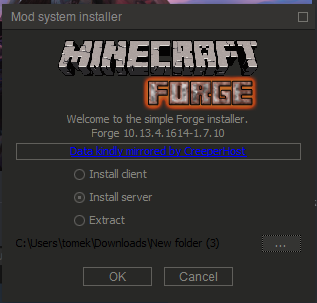 Mod system installer
MINECRAFT
FORGE
Welcome to the simple Forge installer.
Forge 10.13.4.1614-1.7.10
Data kindly mirrored by CreeperHost
Install client
Install server
Extract
C:\Users\tomek\Downloads\New folder (3)
...
OK Cancel